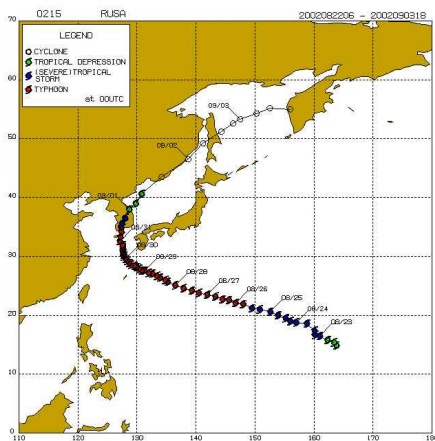 0215 RUSA 2002082206 - 2002090318
LEGEND
CYCLONE
TROPICAL DEPRESSION
(SEVERE)TROPICAL
STORM
TYPHOON
at 00UTC
70
60
50
40
30
20
10
0
110 120 130 140 150 160 170 180
09/03
09/02
09/01
08/31
08/30
08/29
08/28
08/27
08/26
08/25
08/24
08/23